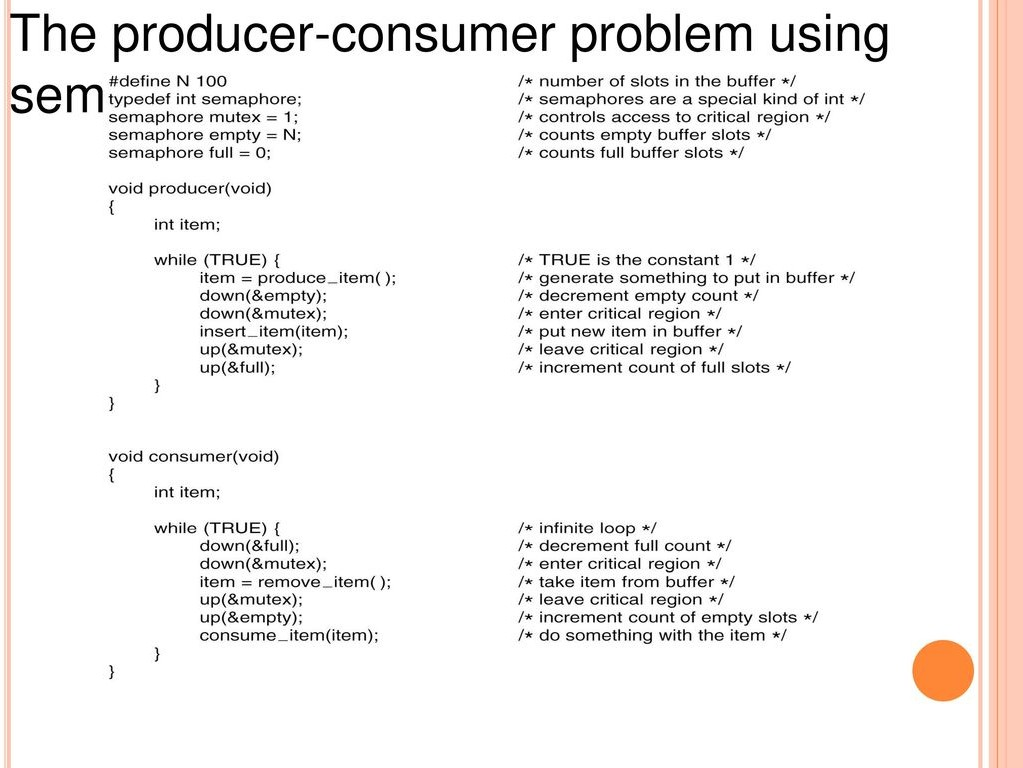 The producer-consumer problem using
sem
#define N 100 /* number of slots in the buffer */
typedef int semaphore; /* semaphores are a special kind of int */
semaphore mutex = 1; /* controls access to critical region */
semaphore empty = N; /* counts empty buffer slots */
semaphore full = 0; /* counts full buffer slots */
void producer(void)
{
int item;
while (TRUE) { /* TRUE is the constant 1 */
item = produce_item( ); /* generate something to put in buffer */
down(&empty); /* decrement empty count */
down(&mutex); /* enter critical region */
insert_item(item); /* put new item in buffer */
up(&mutex); /* leave critical region */
up(&full); /* increment count of full slots */
}
}
void consumer(void)
{
int item;
while (TRUE) { /* infinite loop */
down(&full); /* decrement full count */
down(&mutex); /* enter critical region */
item = remove_item( ); /* take item from buffer */
up(&mutex); /* leave critical region */
up(&empty); /* increment count of empty slots */
consume_item(item); /* do something with the item */
}
}